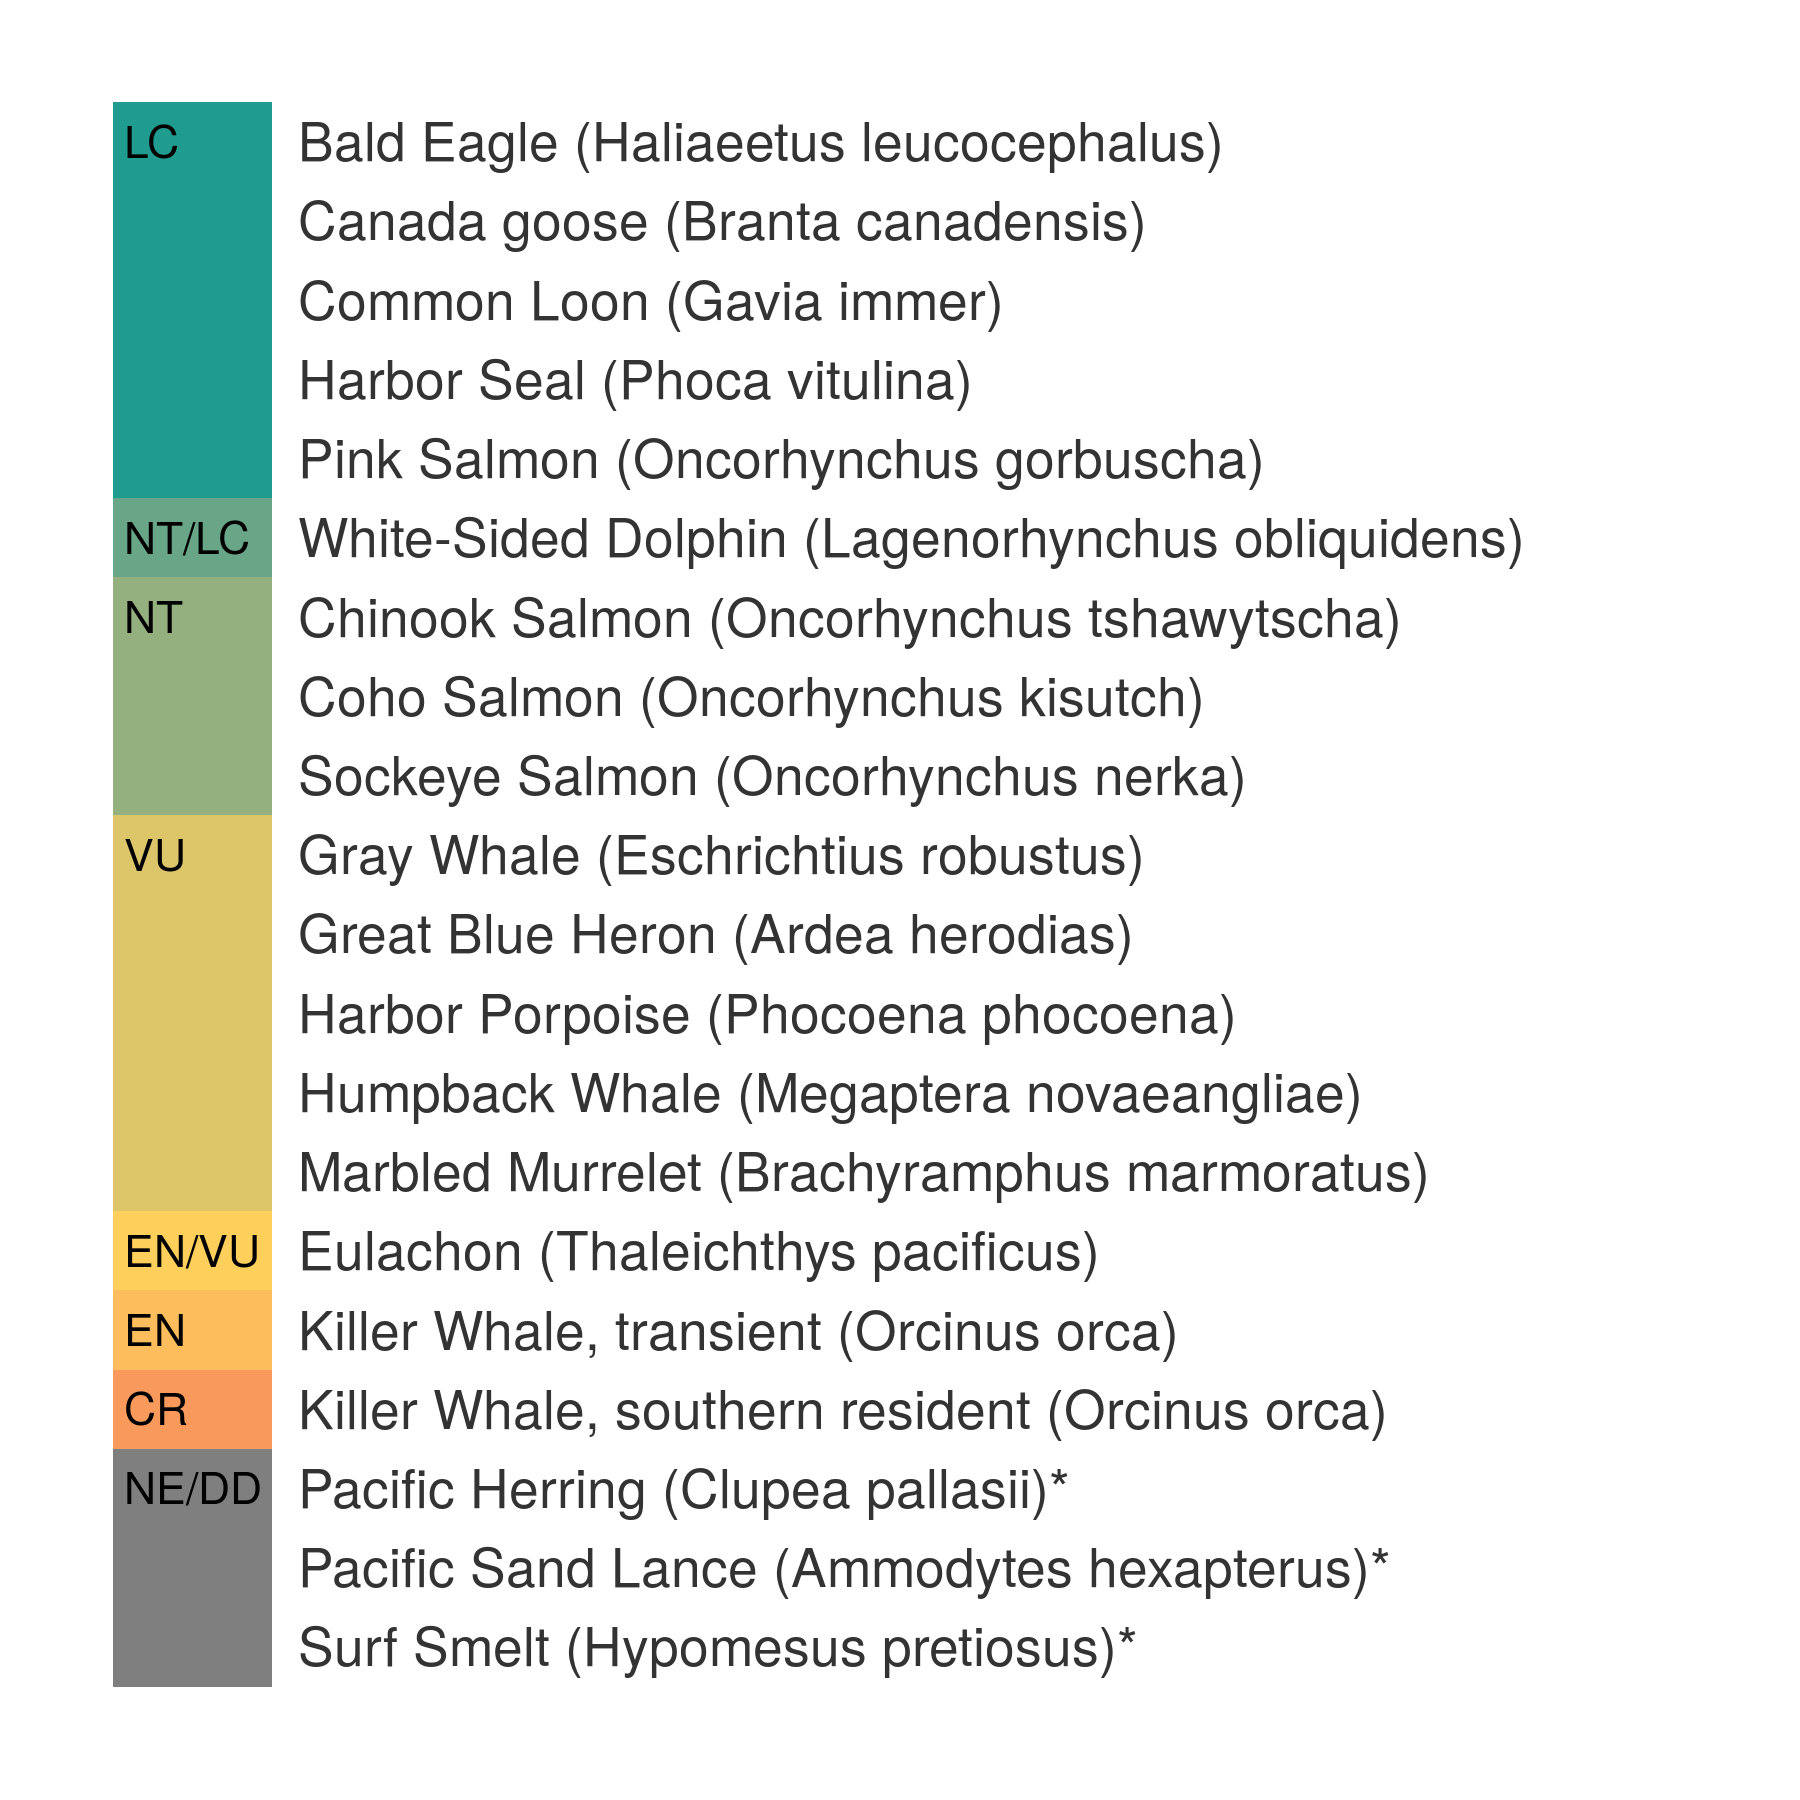 LC Bald Eagle (Haliaeetus leucocephalus)
Canada goose (Branta canadensis)
Common Loon (Gavia immer)
Harbor Seal (Phoca vitulina)
Pink Salmon (Oncorhynchus gorbuscha)
NT/LC White-Sided Dolphin (Lagenorhynchus obliquidens)
NT Chinook Salmon (Oncorhynchus tshawytscha)
Coho Salmon (Oncorhynchus kisutch)
Sockeye Salmon (Oncorhynchus nerka)
VU Gray Whale (Eschrichtius robustus)
Great Blue Heron (Ardea herodias)
Harbor Porpoise (Phocoena phocoena)
Humpback Whale (Megaptera novaeangliae)
Marbled Murrelet (Brachyramphus marmoratus)
EN/VU Eulachon (Thaleichthys pacificus)
EN Killer Whale, transient (Orcinus orca)
CR Killer Whale, southern resident (Orcinus orca)
NE/DD Pacific Herring (Clupea pallasii)*
Pacific Sand Lance (Ammodytes hexapterus)*
Surf Smelt (Hypomesus pretiosus)*